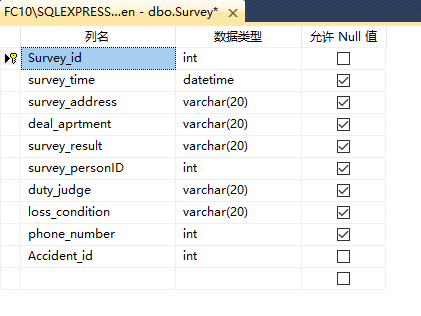 FC10\SQLEXPRESS...en - dbo.Survey* ×
列名 数据类型 允许 Null 值
Survey_id int
survey_time datetime
survey_address varchar(20)
deal_aprtment varchar(20)
survey_result varchar(20)
survey_personID int
duty_judge varchar(20)
loss_condition varchar(20)
phone_number int
Accident_id int